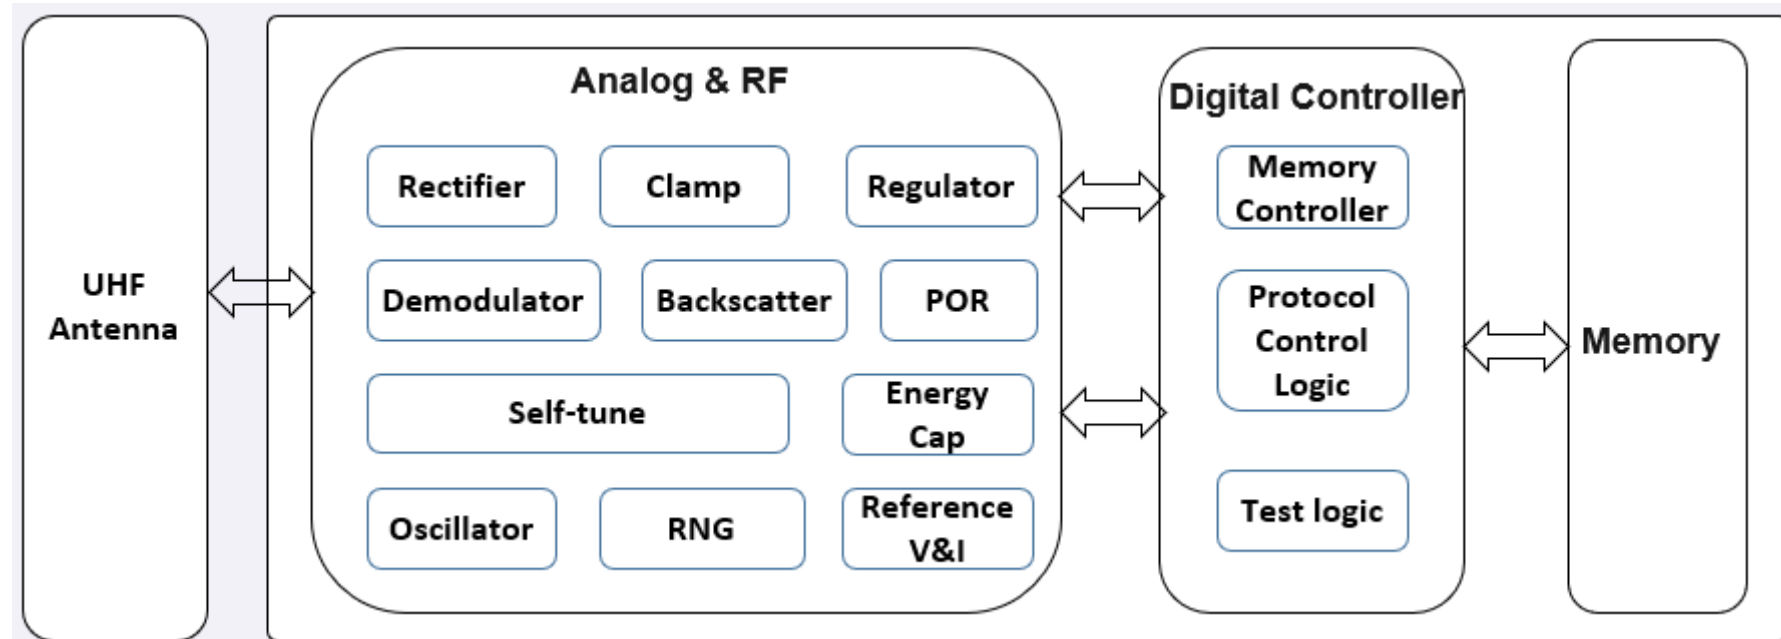 UHF
Antenna
Analog & RF
Rectifier
Clamp
Regulator
Demodulator
Backscatter
POR
Self-tune
Energy
Cap
Oscillator
RNG
Reference
V&I
Digital Controller
Memory
Controller
Protocol
Control
Logic
Test logic
Memory